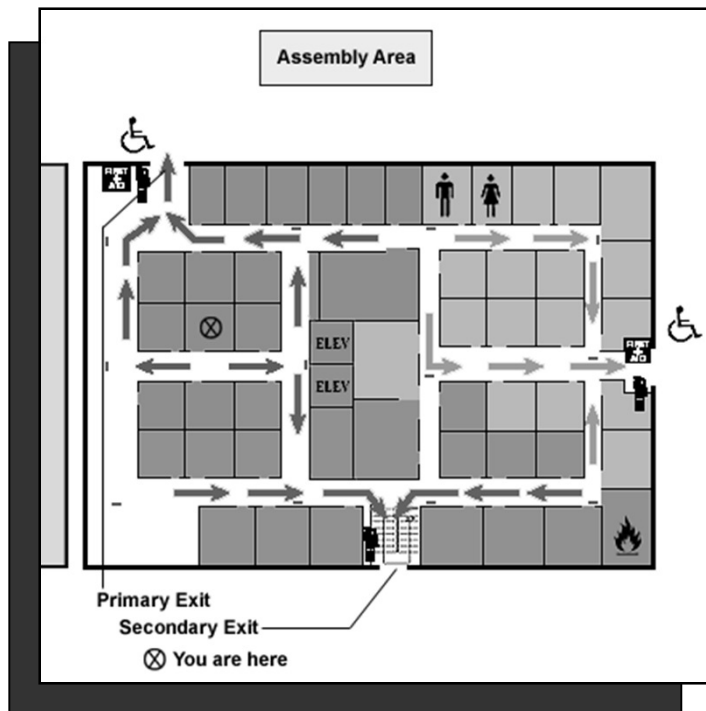 Assembly Area
FIRST
AID
ELEV
FIRST
AID
ELEV
Primary Exit
Secondary Exit
You are here